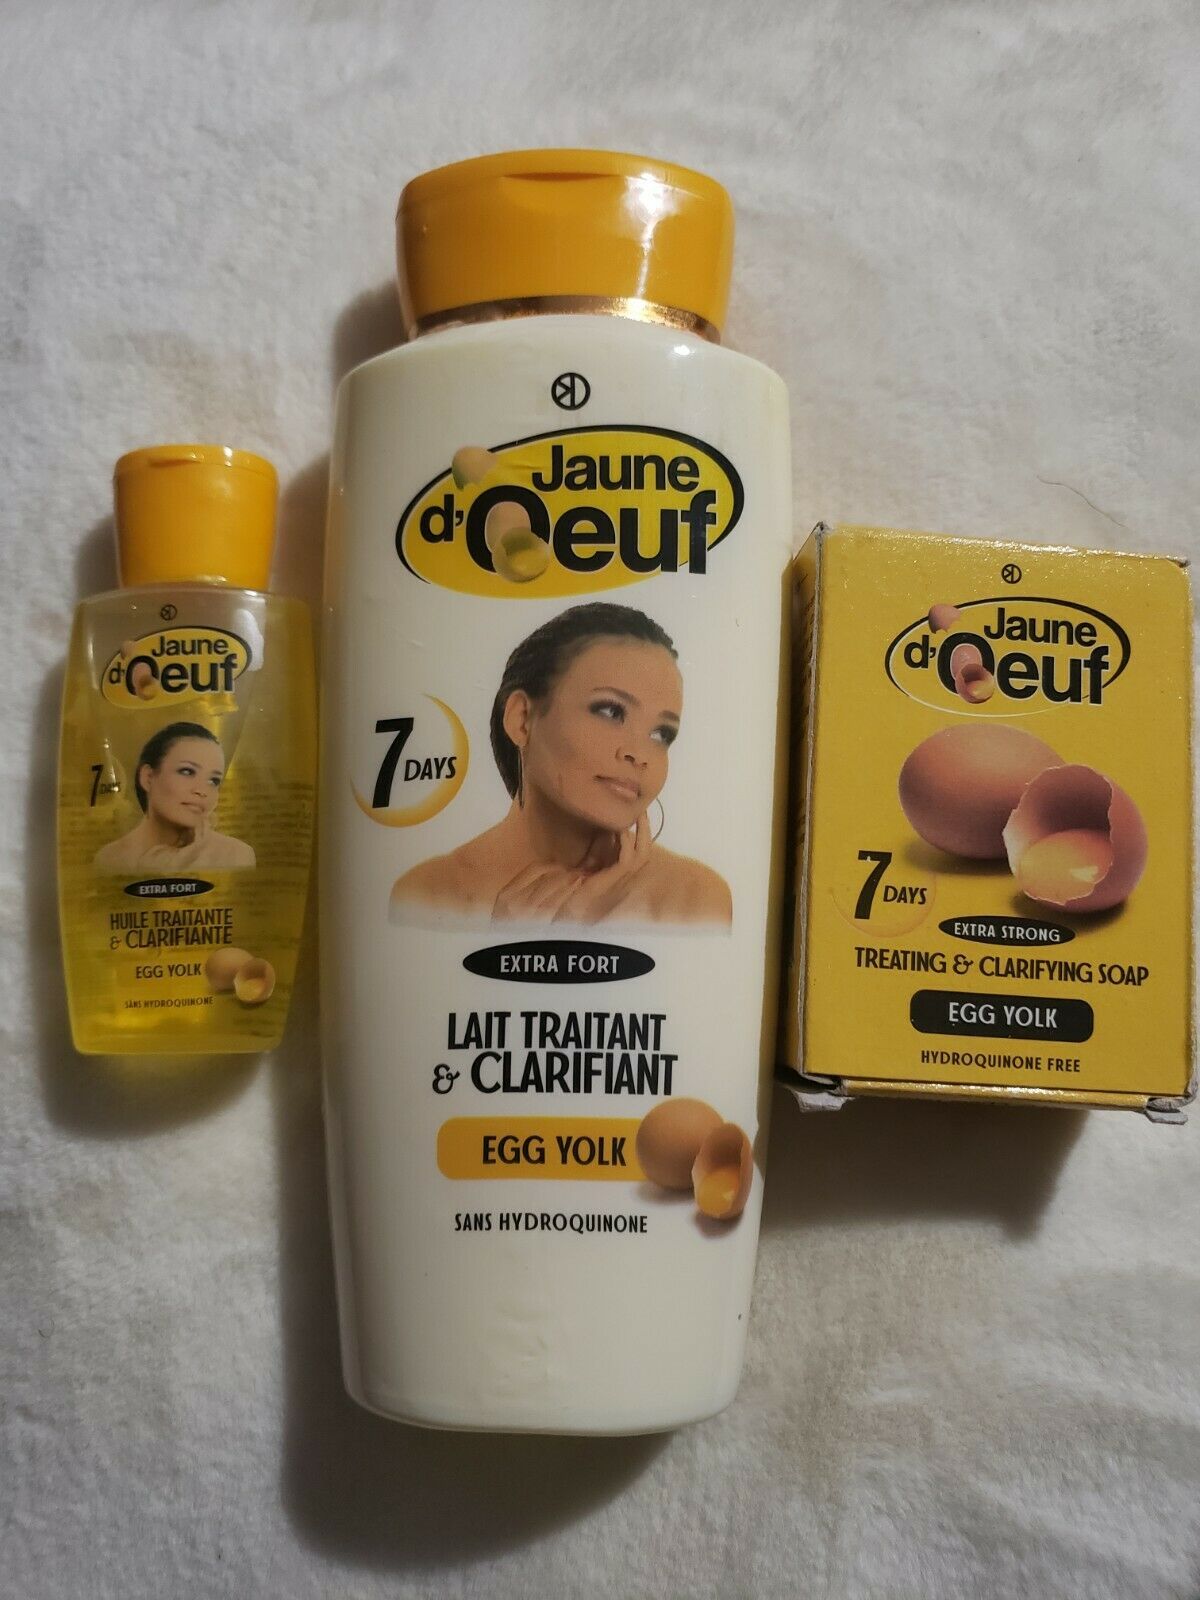 Jaune
d'Oeuf
7 DAYS
EXTRA FORT
HUILE TRAITANTE
& CLARIFIANTE
EGG YOLK
SANS HYDROQUINONE
Jaune
d'Oeuf
7 DAYS
EXTRA FORT
LAIT TRAITANT
& CLARIFIANT
EGG YOLK
SANS HYDROQUINONE
Jaune
d'Oeuf
7 DAYS
EXTRA STRONG
TREATING & CLARIFYING SOAP
EGG YOLK
HYDROQUINONE FREE